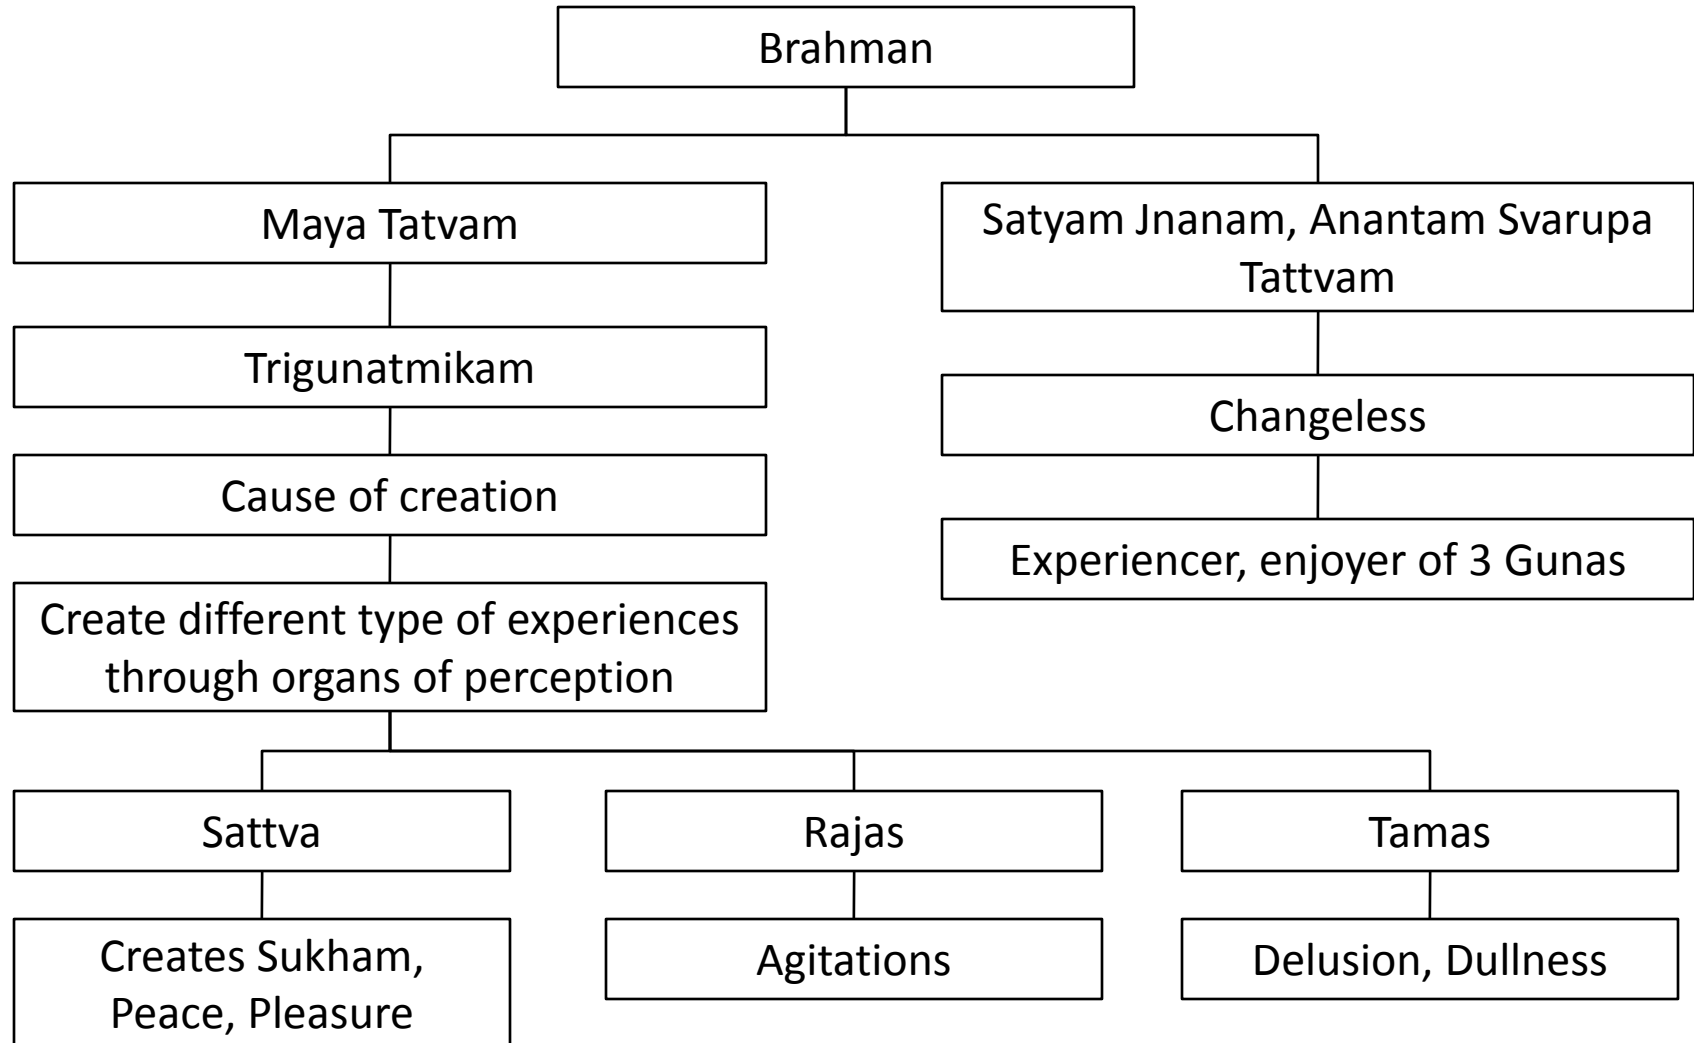 Brahman
Maya Tatvam
Satyam Jnanam, Anantam Svarupa
Tattvam
Trigunatmikam
Changeless
Cause of creation
Experiencer, enjoyer of 3 Gunas
Create different type of experiences
through organs of perception
Sattva
Rajas
Tamas
Creates Sukham,
Peace, Pleasure
Agitations
Delusion, Dullness